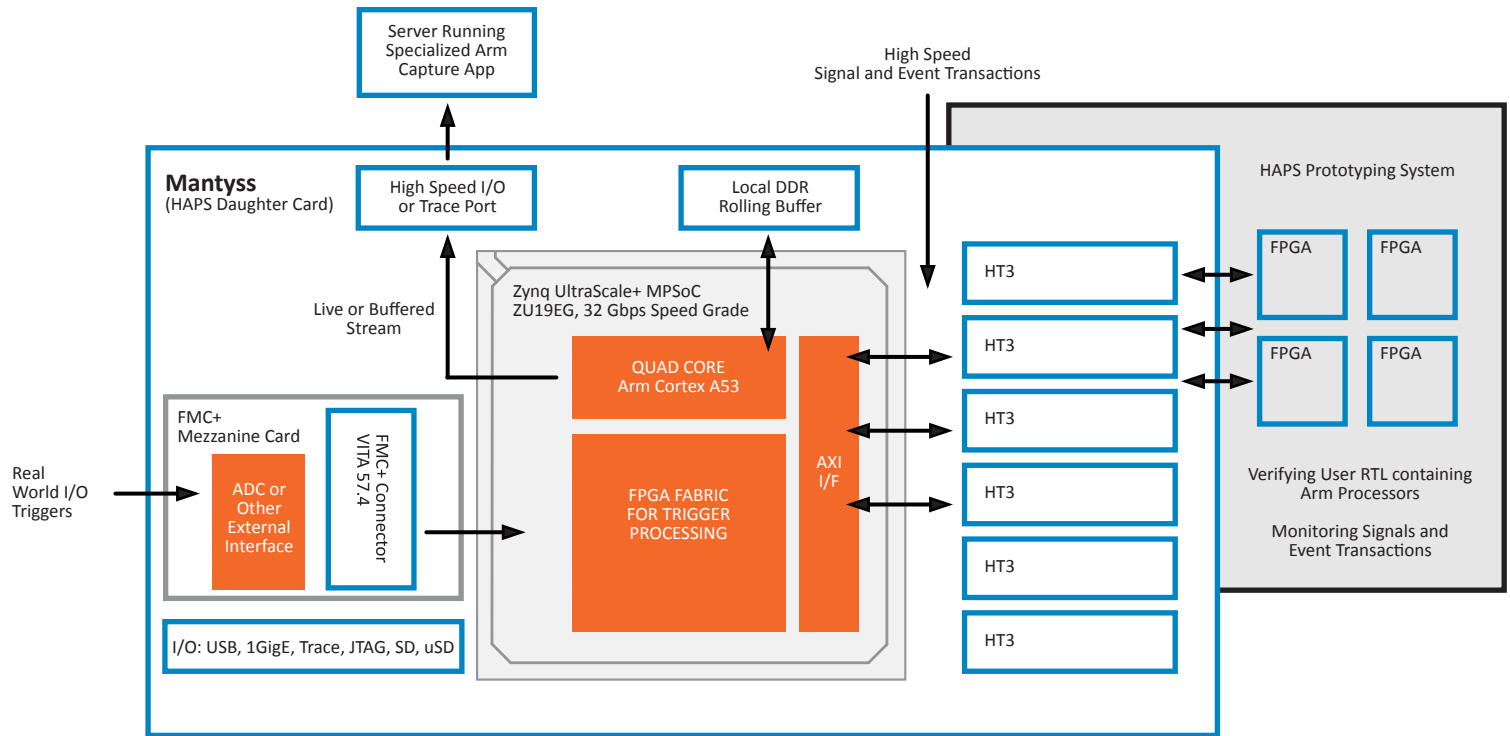 Server Running
Specialized Arm
Capture App
High Speed
Signal and Event Transactions
Mantyss
(HAPS Daughter Card)
High Speed I/O
or Trace Port
Local DDR
Rolling Buffer
HAPS Prototyping System
FPGA
FPGA
FPGA
FPGA
Verifying User RTL containing
Arm Processors
Monitoring Signals and
Event Transactions
Live or Buffered
Stream
Zynq UltraScale+ MPSoC
ZU19EG, 32 Gbps Speed Grade
QUAD CORE
Arm Cortex A53
FPGA FABRIC
FOR TRIGGER
PROCESSING
AXI
I/F
HT3
HT3
HT3
HT3
HT3
HT3
Real
World I/O
Triggers
FMC+
Mezzanine Card
ADC or
Other
External
Interface
FMC+ Connector
VITA 57.4
I/O: USB, 1GigE, Trace, JTAG, SD, uSD